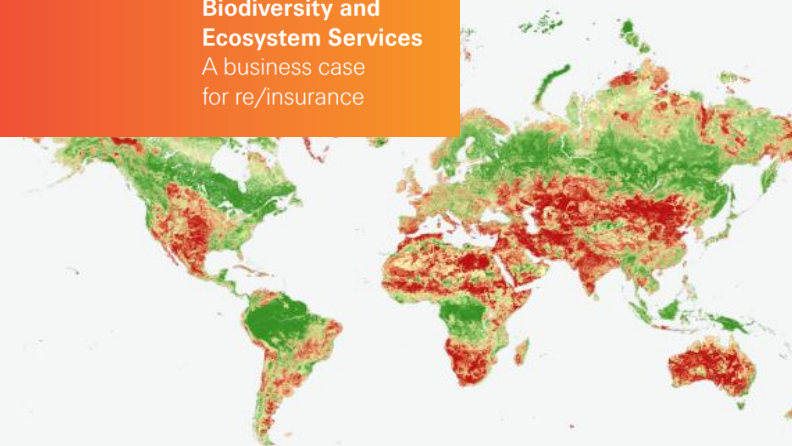 Biodiversity and
Ecosystem Services
A business case
for re/insurance